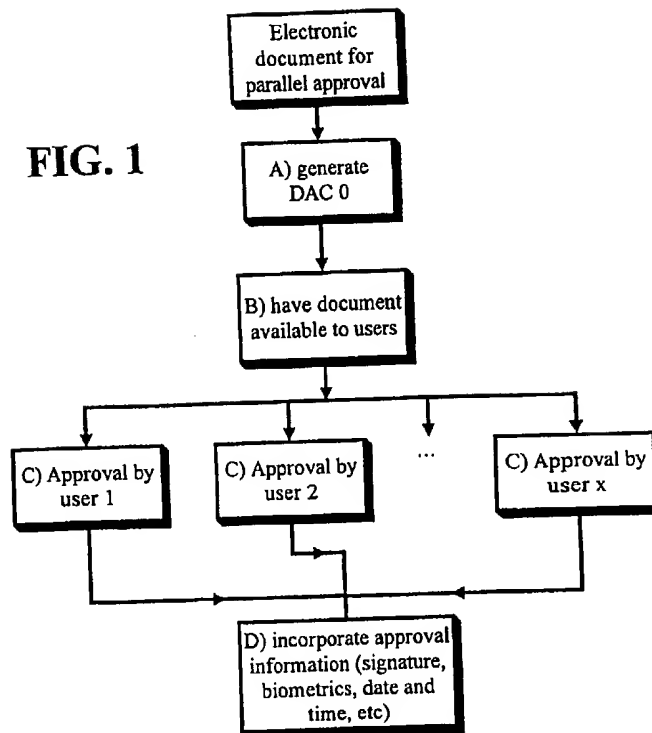 Electronic
document for
parallel approval
FIG. 1
A) generate
DAC 0
B) have document
available to users
C) Approval by
user 1
C) Approval by
user 2
...
C) Approval by
user x
D) incorporate approval
information (signature,
biometrics, date and
time, etc)